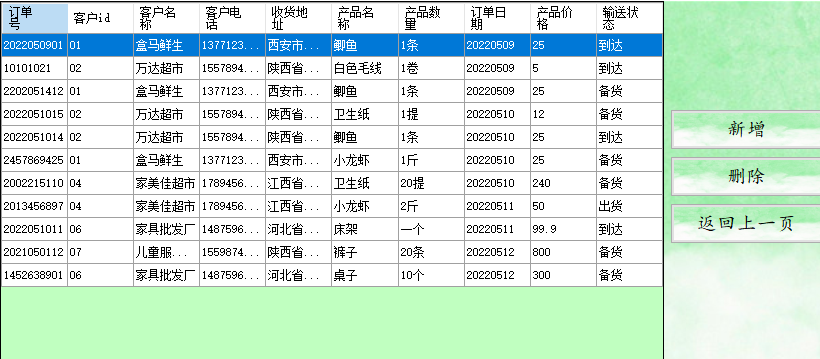 订单号 客户id 客户名称 客户电话 收货地址 产品名称 产品数量 订单日期 产品价格 输送状态
2022050901 01 盒马鲜生 1377123... 西安市... 鲫鱼 1条 20220509 25 到达
10101021 02 万达超市 1557894... 陕西省... 白色毛线 1卷 20220509 5 到达
2202051412 01 盒马鲜生 1377123... 西安市... 鲫鱼 1条 20220509 25 备货
2022051015 02 万达超市 1557894... 陕西省... 卫生纸 1提 20220510 12 备货
2022051014 02 万达超市 1557894... 陕西省... 鲫鱼 1条 20220510 25 到达
2457869425 01 盒马鲜生 1377123... 西安市... 小龙虾 1斤 20220510 25 备货
2002215110 04 家美佳超市 1789456... 江西省... 卫生纸 20提 20220510 240 备货
2013456897 04 家美佳超市 1789456... 江西省... 小龙虾 2斤 20220511 50 出货
2022051011 06 家具批发厂 1487596... 河北省... 床架 一个 20220511 99.9 到达
2021050112 07 儿童服... 1559874... 陕西省... 裤子 20条 20220512 800 备货
1452638901 06 家具批发厂 1487596... 河北省... 桌子 10个 20220512 300 备货
新增
删除
返回上一页